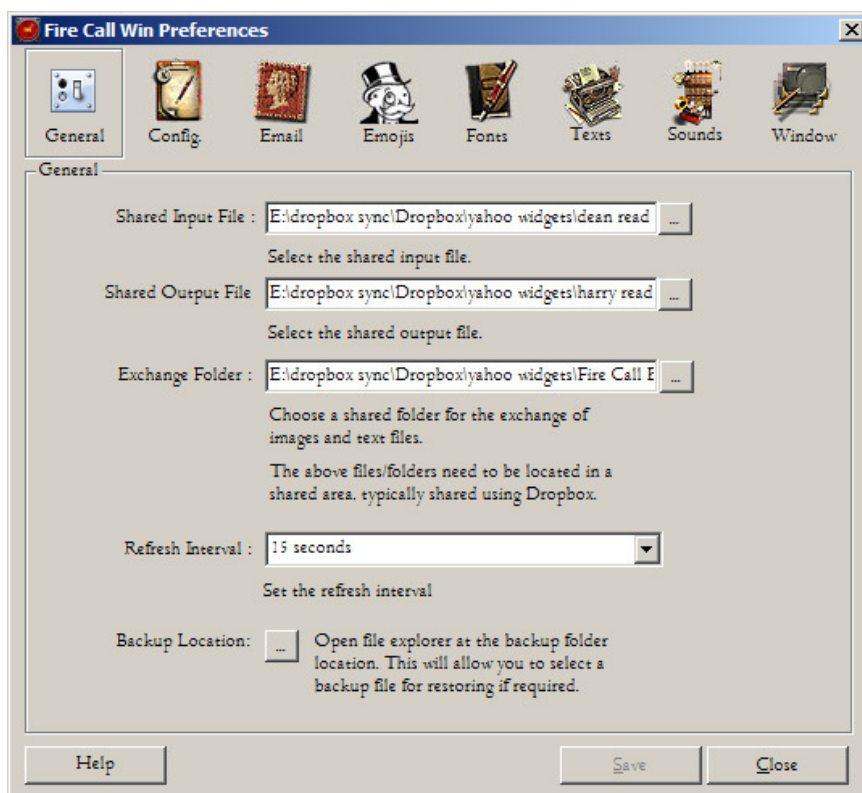 Fire Call Win Preferences
General
Config.
Email
Emojis
Fonts
Texts
Sounds
Window
General
Shared Input File :
E:\dropbox sync\Dropbox\yahoo widgets\dean read
...
Select the shared input file.
Shared Output File
E:\dropbox sync\Dropbox\yahoo widgets\harry read
...
Select the shared output file.
Exchange Folder :
E:\dropbox sync\Dropbox\yahoo widgets\Fire Call E
...
Choose a shared folder for the exchange of
images and text files.
The above files/folders need to be located in a
shared area, typically shared using Dropbox.
Refresh Interval :
15 seconds
Set the refresh interval
Backup Location:
...
Open file explorer at the backup folder
location. This will allow you to select a
backup file for restoring if required.
Help
Save
Close